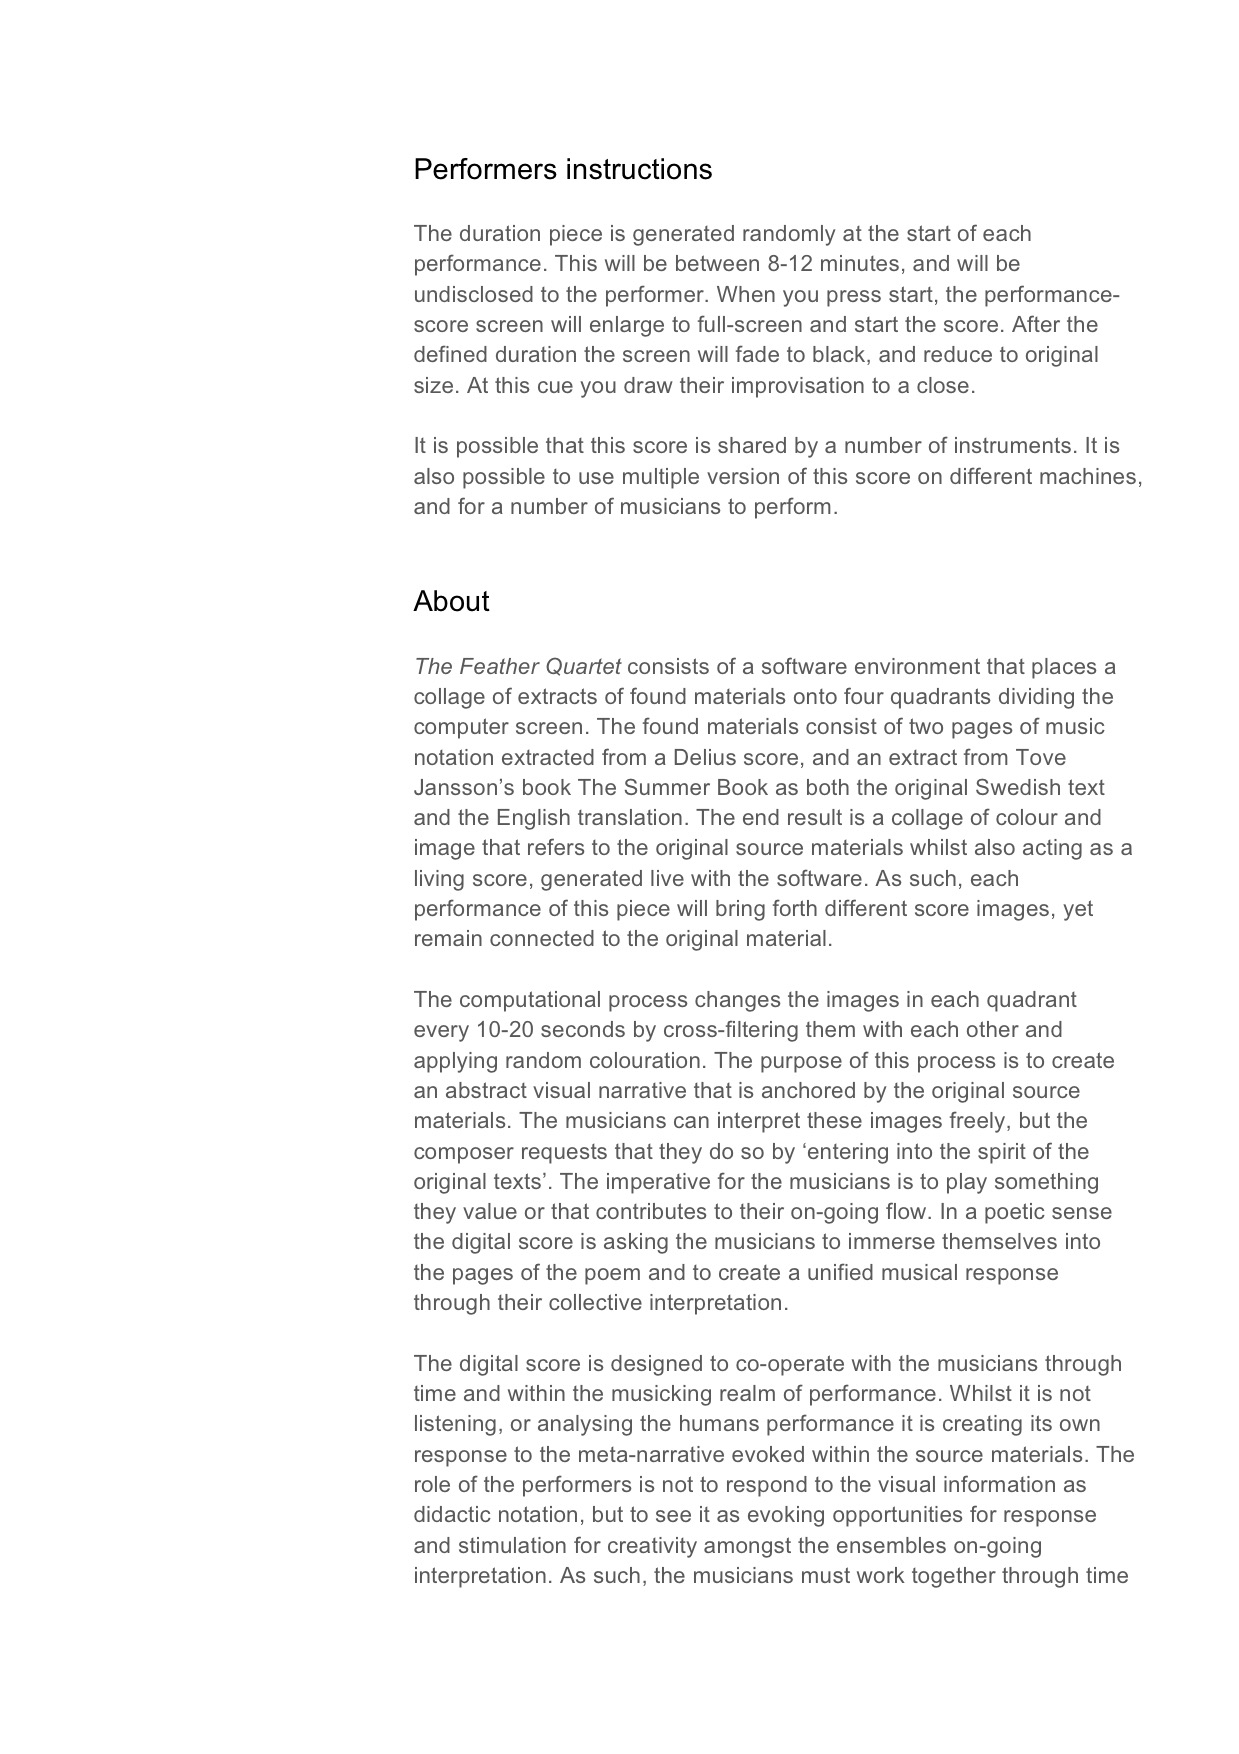 Performers instructions
The duration piece is generated randomly at the start of each
performance. This will be between 8-12 minutes, and will be
undisclosed to the performer. When you press start, the performance-
score screen will enlarge to full-screen and start the score. After the
defined duration the screen will fade to black, and reduce to original
size. At this cue you draw their improvisation to a close.
It is possible that this score is shared by a number of instruments. It is
also possible to use multiple version of this score on different machines,
and for a number of musicians to perform.
About
The Feather Quartet consists of a software environment that places a
collage of extracts of found materials onto four quadrants dividing the
computer screen. The found materials consist of two pages of music
notation extracted from a Delius score, and an extract from Tove
Jansson’s book The Summer Book as both the original Swedish text
and the English translation. The end result is a collage of colour and
image that refers to the original source materials whilst also acting as a
living score, generated live with the software. As such, each
performance of this piece will bring forth different score images, yet
remain connected to the original material.
The computational process changes the images in each quadrant
every 10-20 seconds by cross-filtering them with each other and
applying random colouration. The purpose of this process is to create
an abstract visual narrative that is anchored by the original source
materials. The musicians can interpret these images freely, but the
composer requests that they do so by ‘entering into the spirit of the
original texts’. The imperative for the musicians is to play something
they value or that contributes to their on-going flow. In a poetic sense
the digital score is asking the musicians to immerse themselves into
the pages of the poem and to create a unified musical response
through their collective interpretation.
The digital score is designed to co-operate with the musicians through
time and within the musicking realm of performance. Whilst it is not
listening, or analysing the humans performance it is creating its own
response to the meta-narrative evoked within the source materials. The
role of the performers is not to respond to the visual information as
didactic notation, but to see it as evoking opportunities for response
and stimulation for creativity amongst the ensembles on-going
interpretation. As such, the musicians must work together through time